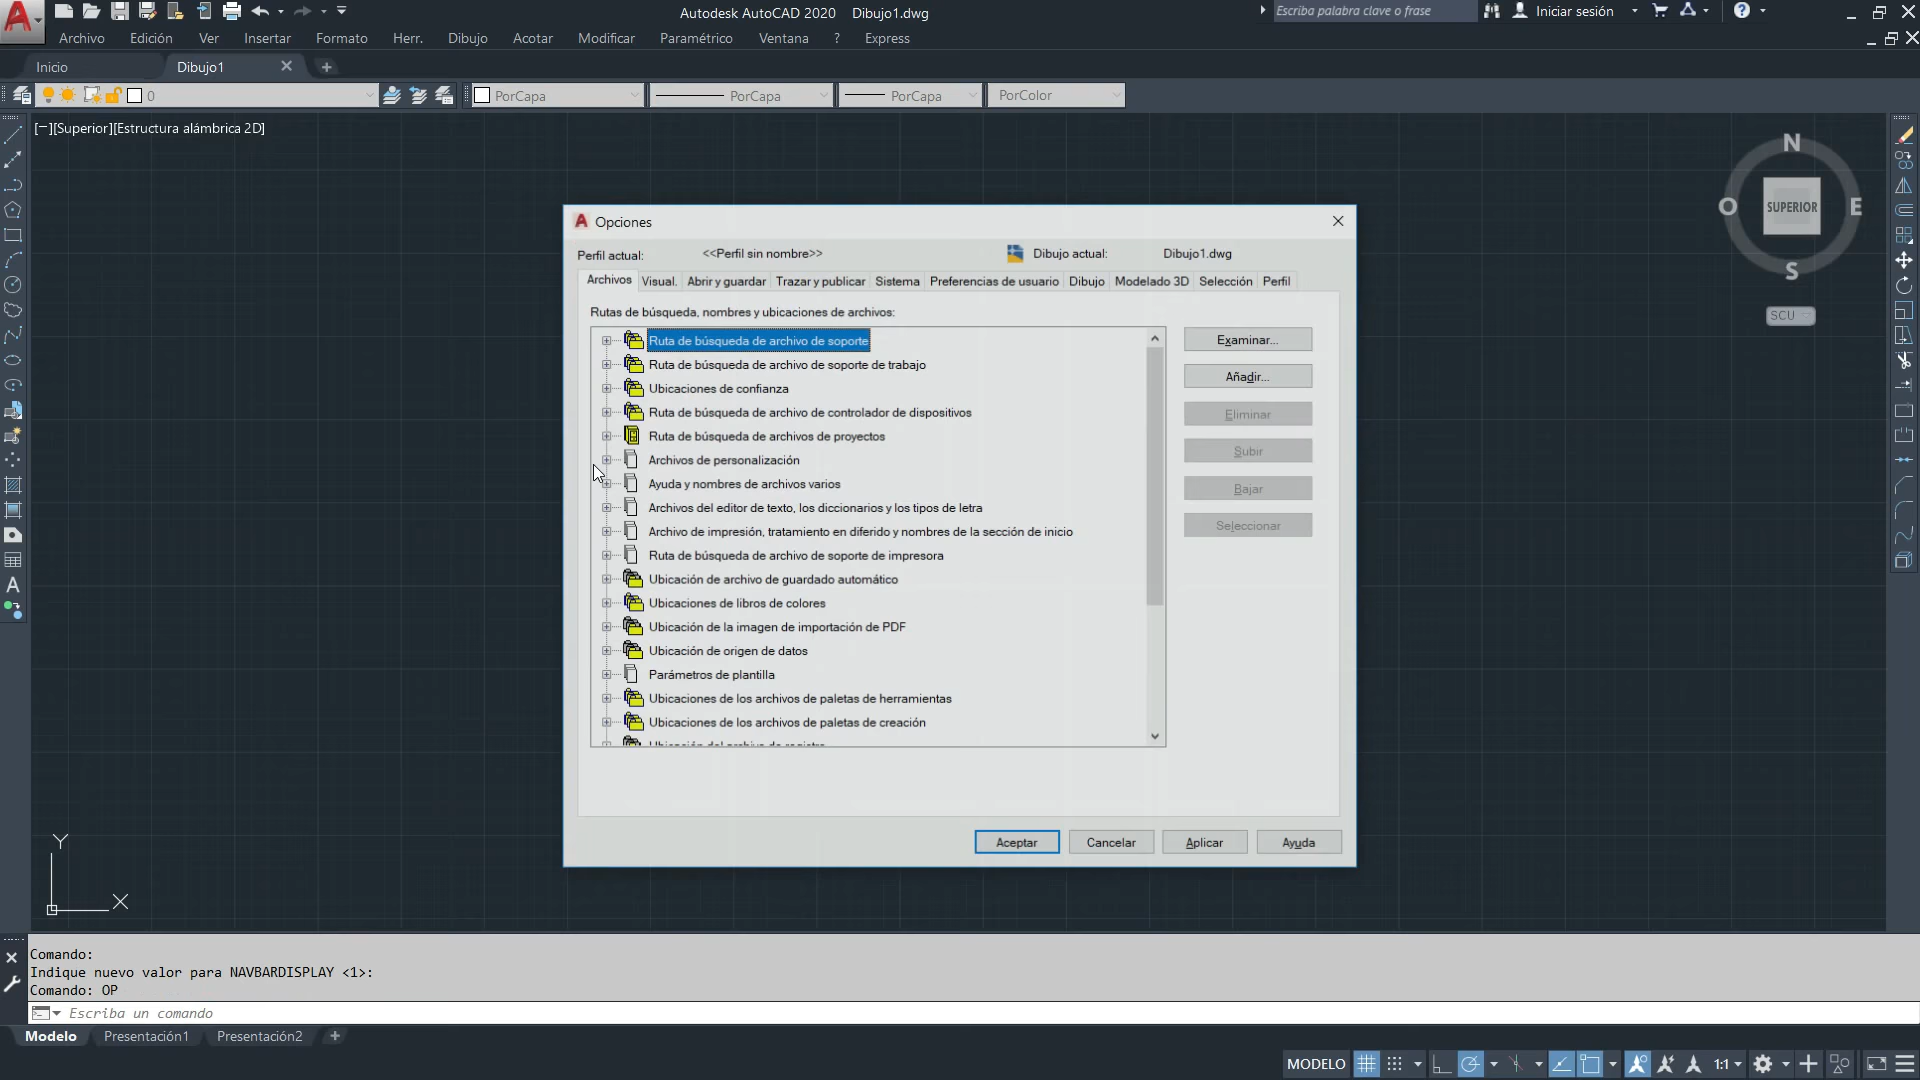 Autodesk AutoCAD 2020 Dibujo1.dwg
Escriba palabra clave o frase
Iniciar sesión
?
Archivo Edición Ver Insertar Formato Herr. Dibujo Acotar Modificar Paramétrico Ventana ? Express
Inicio Dibujo1
0 PorCapa PorCapa PorCapa PorColor
[−][Superior][Estructura alámbrica 2D]
N
O SUPERIOR E
S
SCU
A Opciones
Perfil actual: <<Perfil sin nombre>> Dibujo actual: Dibujo1.dwg
Archivos Visual. Abrir y guardar Trazar y publicar Sistema Preferencias de usuario Dibujo Modelado 3D Selección Perfil
Rutas de búsqueda, nombres y ubicaciones de archivos:
Ruta de búsqueda de archivo de soporte
Ruta de búsqueda de archivo de soporte de trabajo
Ubicaciones de confianza
Ruta de búsqueda de archivo de controlador de dispositivos
Ruta de búsqueda de archivos de proyectos
Archivos de personalización
Ayuda y nombres de archivos varios
Archivos del editor de texto, los diccionarios y los tipos de letra
Archivo de impresión, tratamiento en diferido y nombres de la sección de inicio
Ruta de búsqueda de archivo de soporte de impresora
Ubicación de archivo de guardado automático
Ubicaciones de libros de colores
Ubicación de la imagen de importación de PDF
Ubicación de origen de datos
Parámetros de plantilla
Ubicaciones de los archivos de paletas de herramientas
Ubicaciones de los archivos de paletas de creación
Ubicación del archivo de registro
Examinar...
Añadir...
Eliminar
Subir
Bajar
Seleccionar
Aceptar Cancelar Aplicar Ayuda
Y
X
Comando:
Indique nuevo valor para NAVBARDISPLAY <1>:
Comando: OP
Escriba un comando
Modelo Presentación1 Presentación2
MODELO 1:1